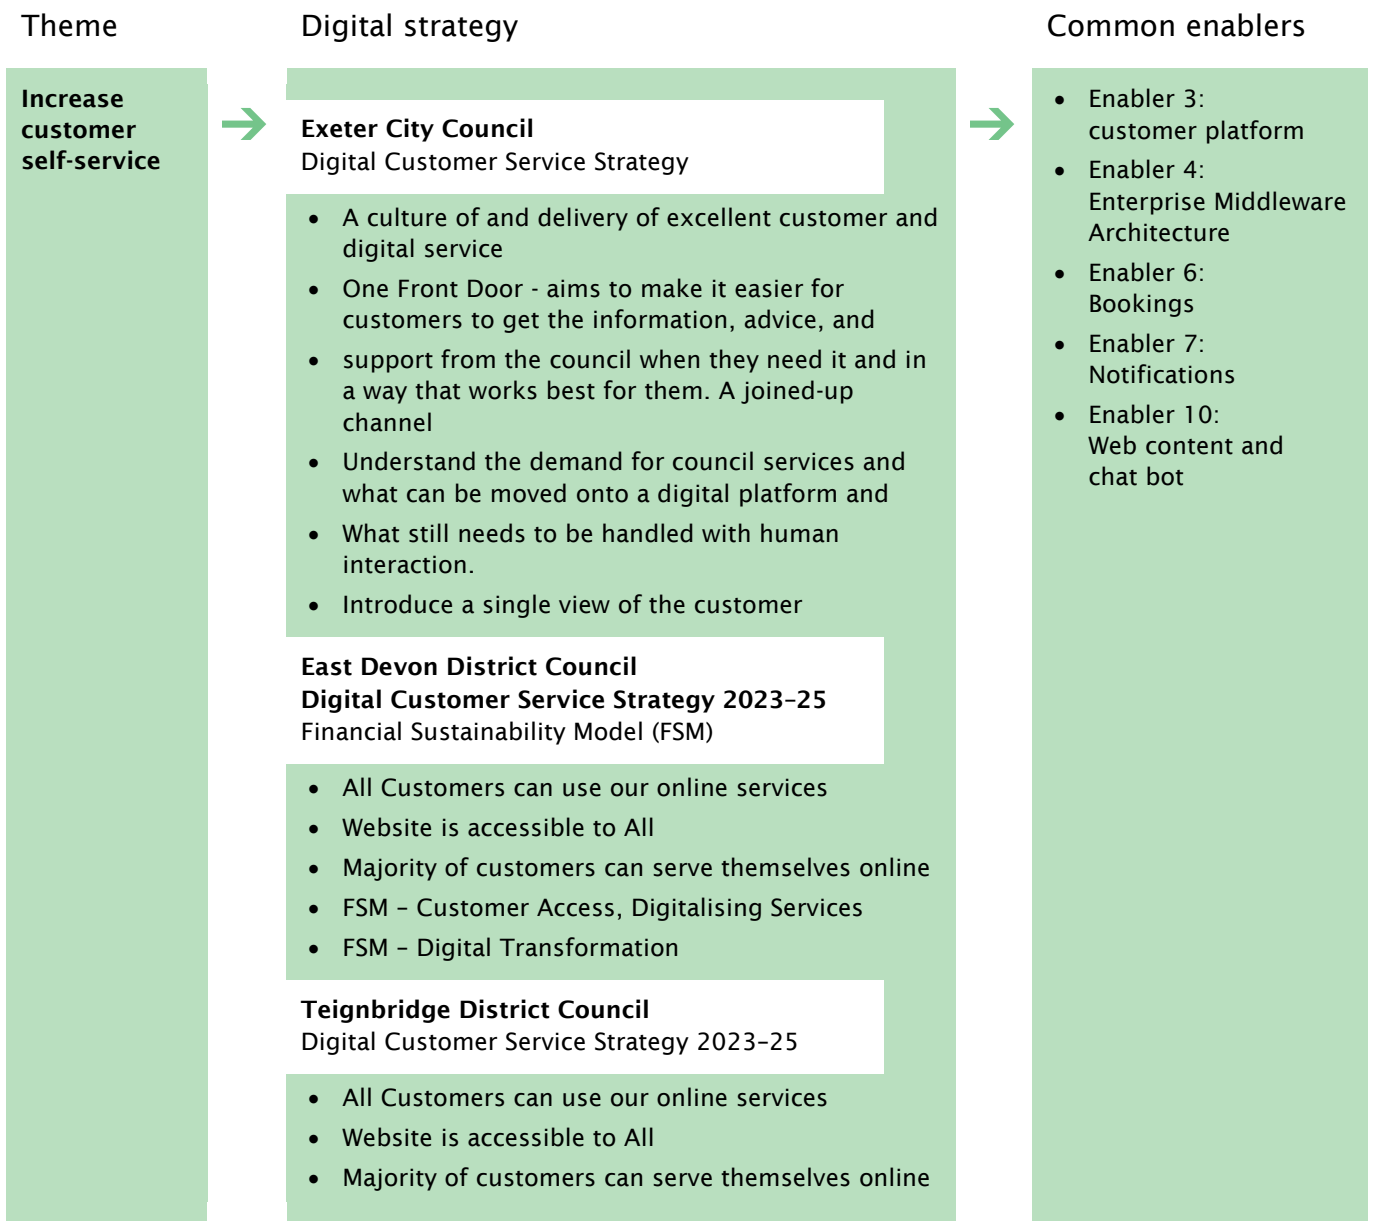 Theme
Digital strategy
Common enablers
Increase
customer
self-service
Exeter City Council
Digital Customer Service Strategy
• A culture of and delivery of excellent customer and
digital service
• One Front Door - aims to make it easier for
customers to get the information, advice, and
• support from the council when they need it and in
a way that works best for them. A joined-up
channel
• Understand the demand for council services and
what can be moved onto a digital platform and
• What still needs to be handled with human
interaction.
• Introduce a single view of the customer
East Devon District Council
Digital Customer Service Strategy 2023–25
Financial Sustainability Model (FSM)
• All Customers can use our online services
• Website is accessible to All
• Majority of customers can serve themselves online
• FSM – Customer Access, Digitalising Services
• FSM – Digital Transformation
Teignbridge District Council
Digital Customer Service Strategy 2023–25
• All Customers can use our online services
• Website is accessible to All
• Majority of customers can serve themselves online
• Enabler 3:
customer platform
• Enabler 4:
Enterprise Middleware
Architecture
• Enabler 6:
Bookings
• Enabler 7:
Notifications
• Enabler 10:
Web content and
chat bot